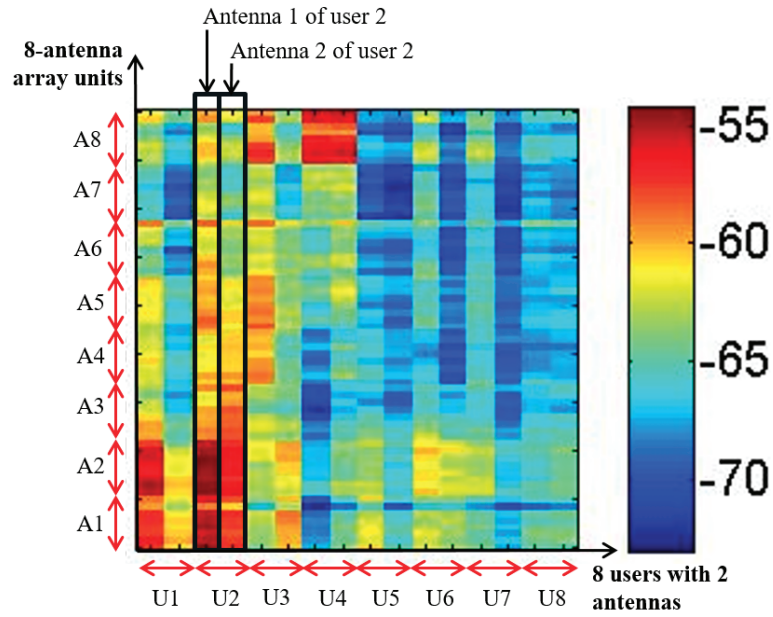 Antenna 1 of user 2
Antenna 2 of user 2
8-antenna
array units
A8
A7
A6
A5
A4
A3
A2
A1
U1 U2 U3 U4 U5 U6 U7 U8
8 users with 2
antennas
-55
-60
-65
-70